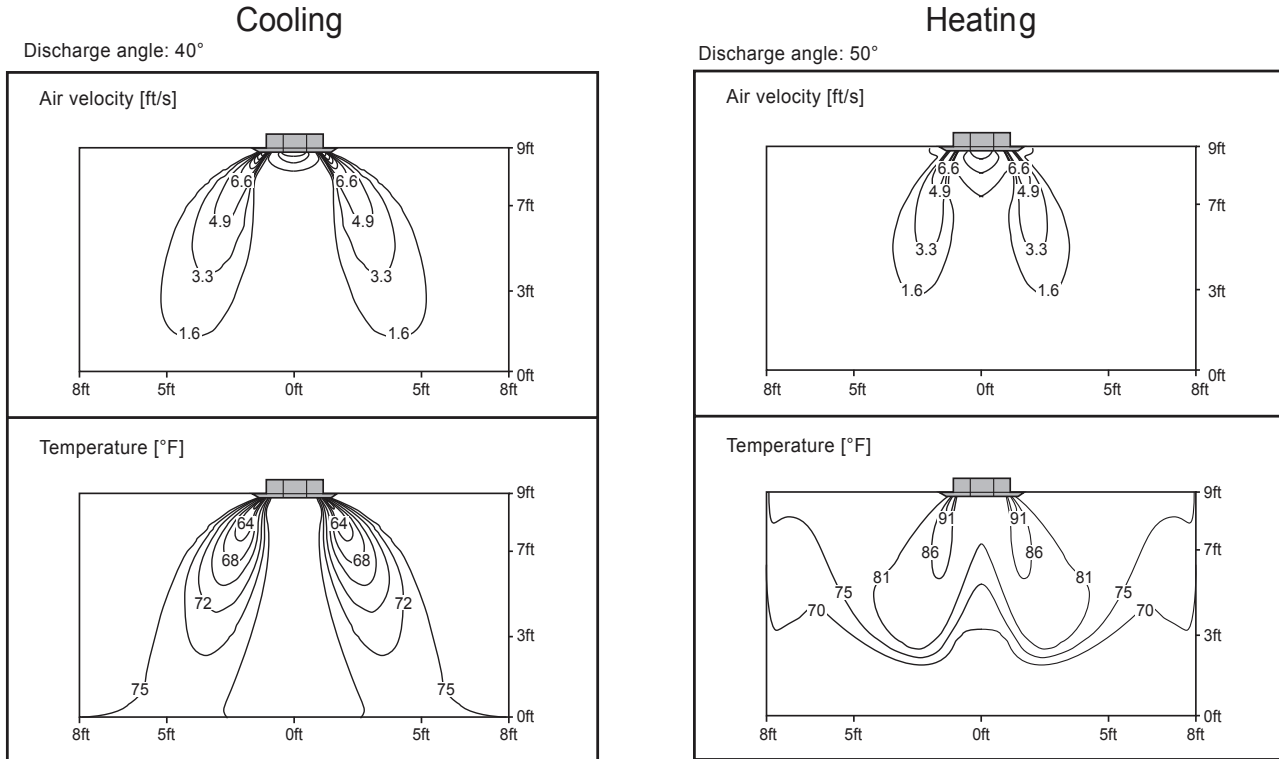 Cooling
Discharge angle: 40°
Air velocity [ft/s]
9ft
6.6 6.6
7ft
4.9 4.9
3.3 3.3
3ft
1.6 1.6
0ft
8ft 5ft 0ft 5ft 8ft
Temperature [°F]
9ft
64 64
7ft
68 68
72 72
3ft
75 75
0ft
8ft 5ft 0ft 5ft 8ft
Heating
Discharge angle: 50°
Air velocity [ft/s]
9ft
6.6 6.6
4.9 4.9
7ft
3.3 3.3
1.6 1.6
3ft
0ft
8ft 5ft 0ft 5ft 8ft
Temperature [°F]
9ft
91 91
86 86
7ft
81 81
75 75
70 70
3ft
0ft
8ft 5ft 0ft 5ft 8ft